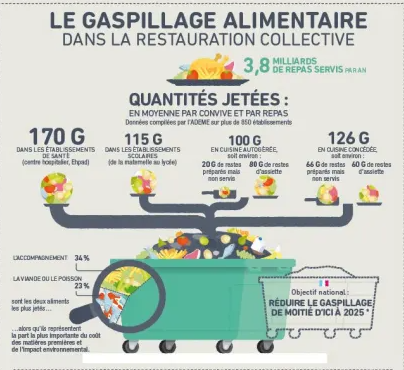 LE GASPILLAGE ALIMENTAIRE
DANS LA RESTAURATION COLLECTIVE
3,8 MILLIARDS
DE REPAS SERVIS PAR AN
QUANTITÉS JETÉES :
EN MOYENNE PAR CONVIVE ET PAR REPAS
Données compilées par l'ADEME sur plus de 850 établissements
170 G
DANS LES ÉTABLISSEMENTS
DE SANTÉ
(centre hospitalier, Ehpad)
115 G
DANS LES ÉTABLISSEMENTS
SCOLAIRES
(de la maternelle au lycée)
100 G
EN CUISINE AUTOGÉRÉE,
soit environ :
20 G de restes
préparés mais
non servis
80 G de restes
d'assiette
126 G
EN CUISINE CONCÉDÉE,
soit environ :
66 G de restes
préparés mais
non servis
60 G de restes
d'assiette
L'ACCOMPAGNEMENT 34 %
LA VIANDE OU LE POISSON
23 %
sont les deux aliments
les plus jetés...
...alors qu'ils représentent
la part la plus importante du coût
des matières premières et
de l'impact environnemental.
Objectif national :
RÉDUIRE LE GASPILLAGE
DE MOITIÉ D'ICI À 2025 *